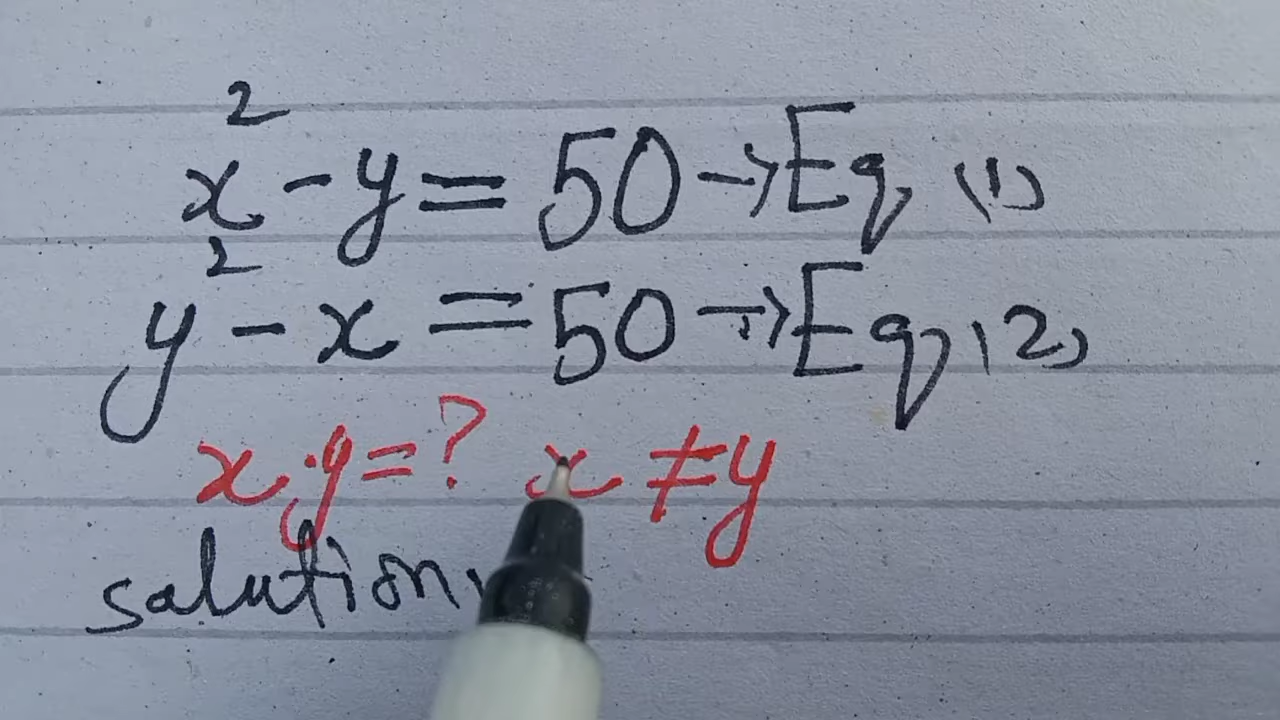 x² - y = 50 → Eq (1)
y² - x = 50 → Eq (2)
x.y = ? x ≠ y
solution,